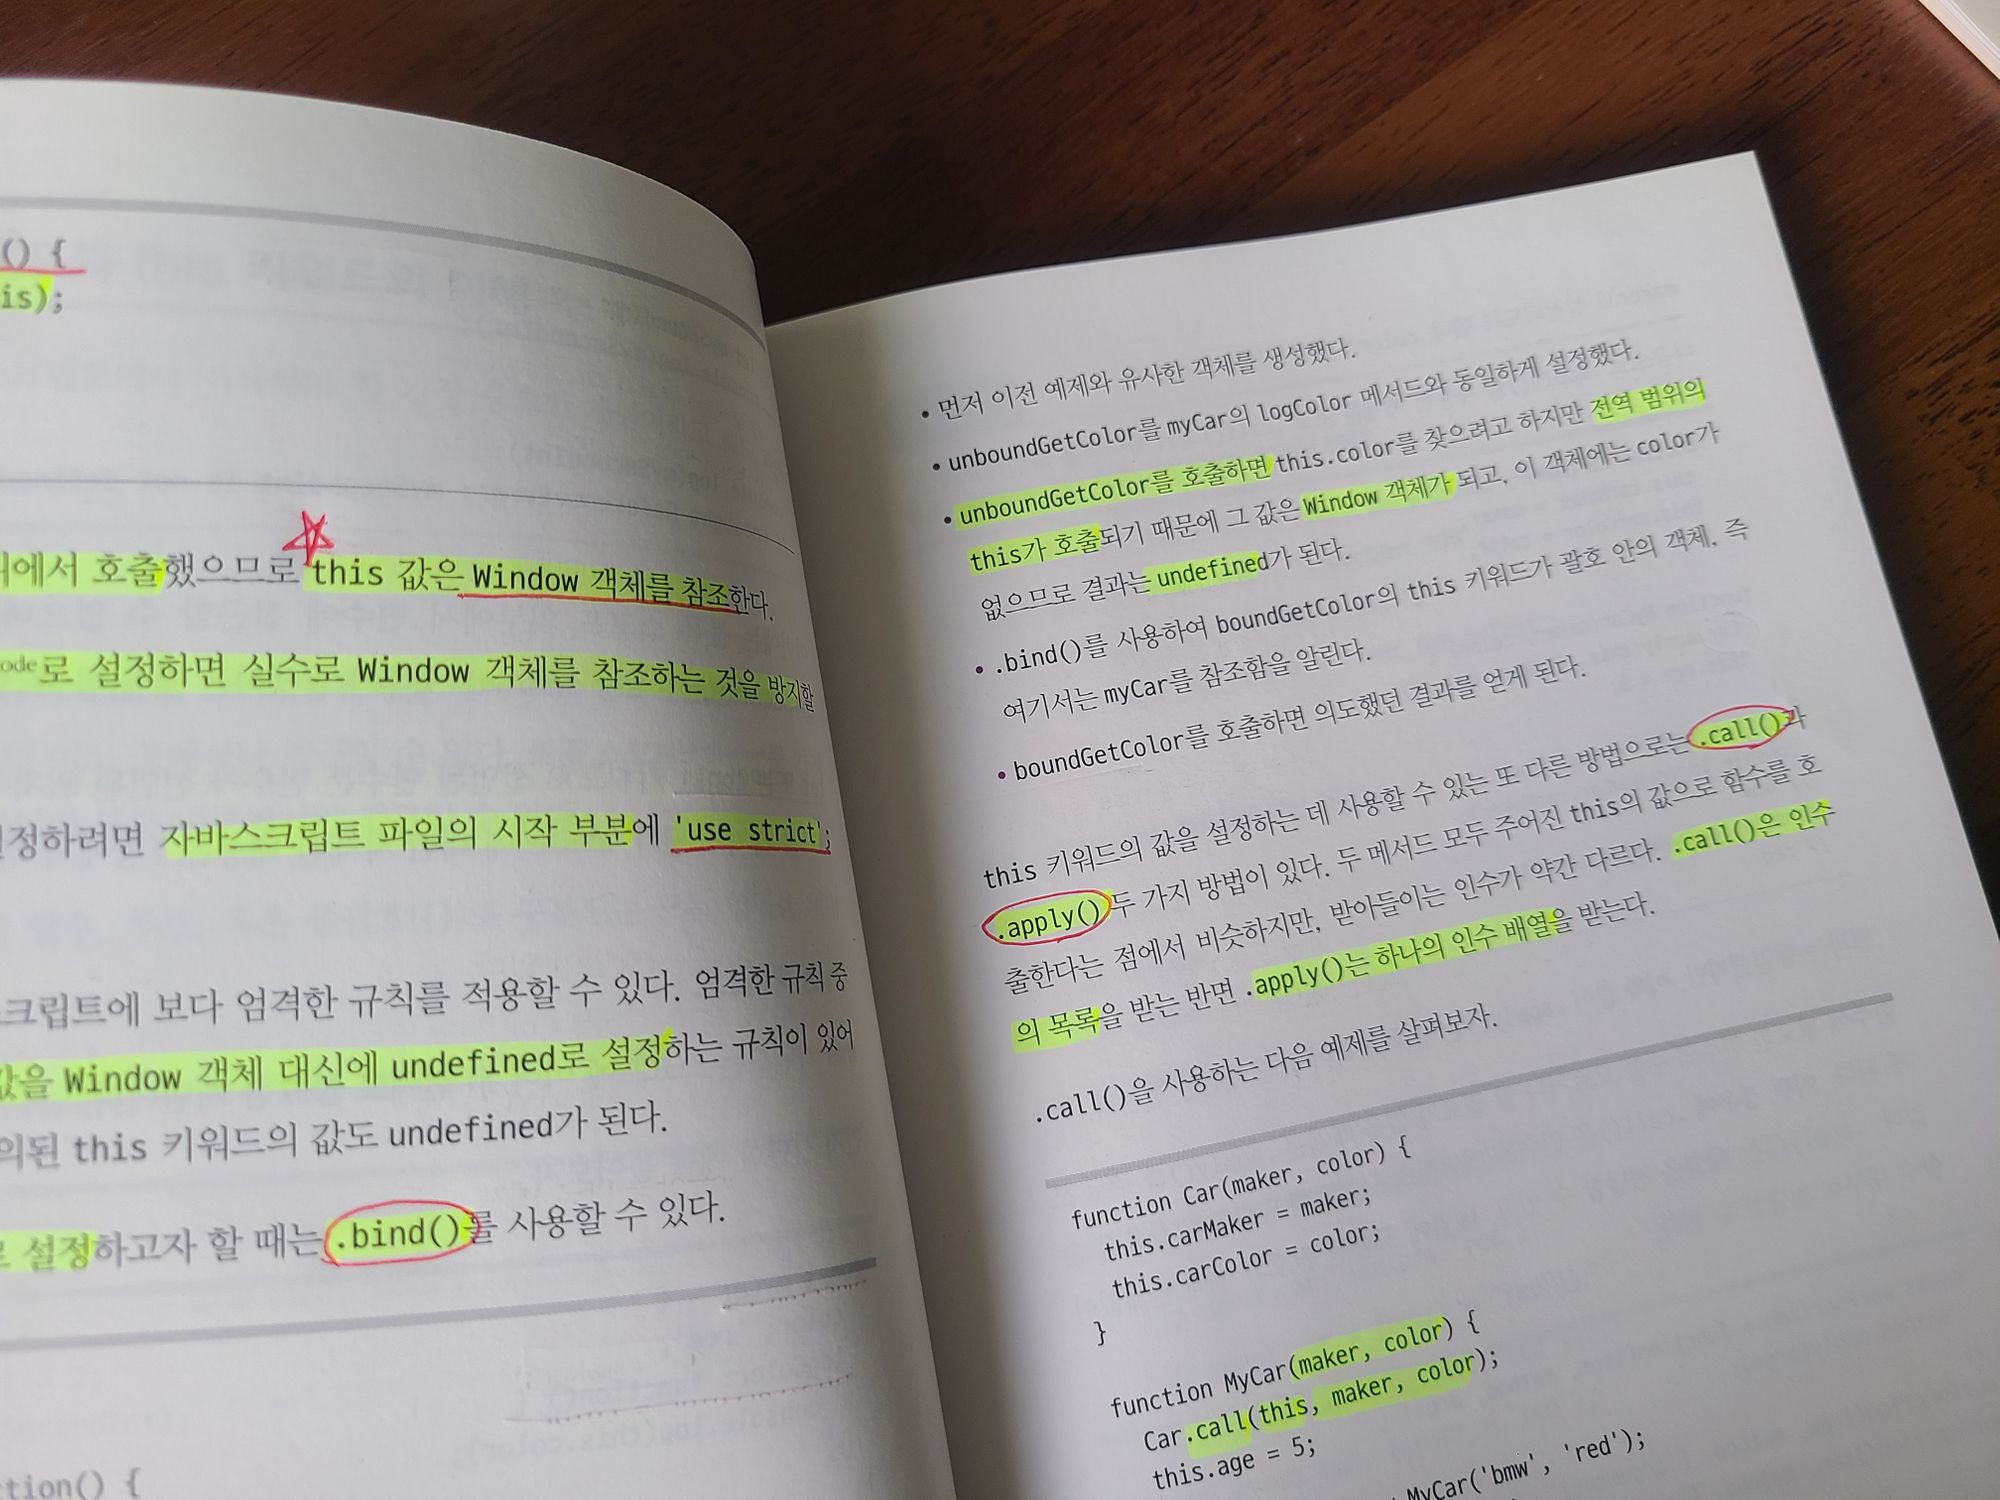 () {
is);
에서 호출했으므로 this 값은 Window 객체를 참조한다.
ode로 설정하면 실수로 Window 객체를 참조하는 것을 방지할
정하려면 자바스크립트 파일의 시작 부분에 'use strict';
스크립트에 보다 엄격한 규칙를 적용할 수 있다. 엄격한 규칙 중
값을 Window 객체 대신에 undefined로 설정하는 규칙이 있어
의된 this 키워드의 값도 undefined가 된다.
로 설정하고자 할 때는 .bind()를 사용할 수 있다.
ction() {
• 먼저 이전 예제와 유사한 객체를 생성했다.
• unboundGetColor를 myCar의 logColor 메서드와 동일하게 설정했다.
• unboundGetColor를 호출하면 this.color를 찾으려고 하지만 전역 범위의
this가 호출되기 때문에 그 값은 Window 객체가 되고, 이 객체에는 color가
없으므로 결과는 undefined가 된다.
• .bind()를 사용하여 boundGetColor의 this 키워드가 괄호 안의 객체, 즉
여기서는 myCar를 참조함을 알린다.
• boundGetColor를 호출하면 의도했던 결과를 얻게 된다.
this 키워드의 값을 설정하는 데 사용할 수 있는 또 다른 방법으로는 .call()과
.apply() 두 가지 방법이 있다. 두 메서드 모두 주어진 this의 값으로 함수를 호
출한다는 점에서 비슷하지만, 받아들이는 인수가 약간 다르다. .call()은 인수
의 목록을 받는 반면 .apply()는 하나의 인수 배열을 받는다.
.call()을 사용하는 다음 예제를 살펴보자.
function Car(maker, color) {
this.carMaker = maker;
this.carColor = color;
}
function MyCar(maker, color) {
Car.call(this, maker, color);
this.age = 5;
MyCar('bmw', 'red');